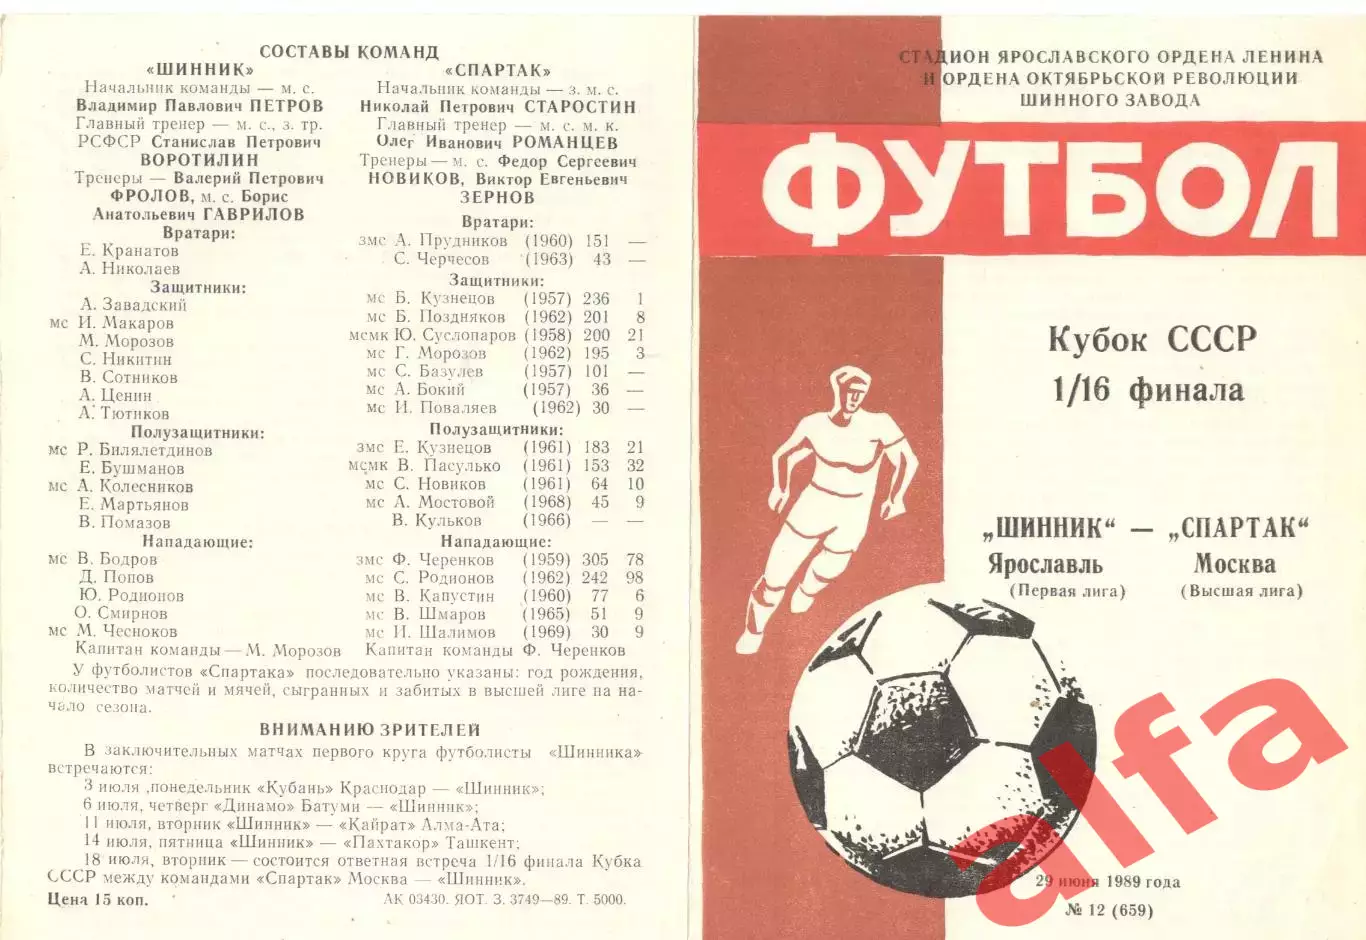 СОСТАВЫ КОМАНД
«ШИННИК»
Начальник команды — м. с.
Владимир Павлович ПЕТРОВ
Главный тренер — м. с., з. тр.
РСФСР Станислав Петрович
ВОРОТИЛИН
Тренеры — Валерий Петрович
ФРОЛОВ, м. с. Борис
Анатольевич ГАВРИЛОВ
Вратари:
Е. Кранатов
А. Николаев
Защитники:
А. Завадский
мс И. Макаров
М. Морозов
С. Никитин
В. Сотников
А. Ценин
А. Тютиков
Полузащитники:
мс Р. Билялетдинов
Е. Бушманов
мс А. Колесников
Е. Мартьянов
В. Помазов
Нападающие:
мс В. Бодров
Д. Попов
Ю. Родионов
О. Смирнов
мс М. Чесноков
Капитан команды — М. Морозов
«СПАРТАК»
Начальник команды — з. м. с.
Николай Петрович СТАРОСТИН
Главный тренер — м. с. м. к.
Олег Иванович РОМАНЦЕВ
Тренеры — м. с. Федор Сергеевич
НОВИКОВ, Виктор Евгеньевич
ЗЕРНОВ
Вратари:
змс А. Прудников (1960) 151 —
С. Черчесов (1963) 43 —
Защитники:
мс Б. Кузнецов (1957) 236 1
мс Б. Поздняков (1962) 201 8
мсмк Ю. Суслопаров (1958) 200 21
мс Г. Морозов (1962) 195 3
мс С. Базулев (1957) 101 —
мс А. Бокий (1957) 36 —
мс И. Поваляев (1962) 30 —
Полузащитники:
змс Е. Кузнецов (1961) 183 21
мсмк В. Пасулько (1961) 153 32
мс С. Новиков (1961) 64 10
мс А. Мостовой (1968) 45 9
В. Кульков (1966) — —
Нападающие:
змс Ф. Черенков (1959) 305 78
мс С. Родионов (1962) 242 98
мс В. Капустин (1960) 77 6
мс В. Шмаров (1965) 51 9
мс И. Шалимов (1969) 30 9
Капитан команды Ф. Черенков
У футболистов «Спартака» последовательно указаны: год рождения,
количество матчей и мячей, сыгранных и забитых в высшей лиге на на-
чало сезона.
ВНИМАНИЮ ЗРИТЕЛЕЙ
В заключительных матчах первого круга футболисты «Шинника»
встречаются:
3 июля ,понедельник «Кубань» Краснодар — «Шинник»;
6 июля, четверг «Динамо» Батуми — «Шинник»;
11 июля, вторник «Шинник» — «Кайрат» Алма-Ата;
14 июля, пятница «Шинник» — «Пахтакор» Ташкент;
18 июля, вторник — состоится ответная встреча 1/16 финала Кубка
СССР между командами «Спартак» Москва — «Шинник».
Цена 15 коп.
АК 03430. ЯОТ. З. 3749—89. Т. 5000.
СТАДИОН ЯРОСЛАВСКОГО ОРДЕНА ЛЕНИНА
И ОРДЕНА ОКТЯБРЬСКОЙ РЕВОЛЮЦИИ
ШИННОГО ЗАВОДА
ФУТБОЛ
Кубок СССР
1/16 финала
„ШИННИК“ — „СПАРТАК“
Ярославль Москва
(Первая лига) (Высшая лига)
29 июня 1989 года
№ 12 (659)
alfa